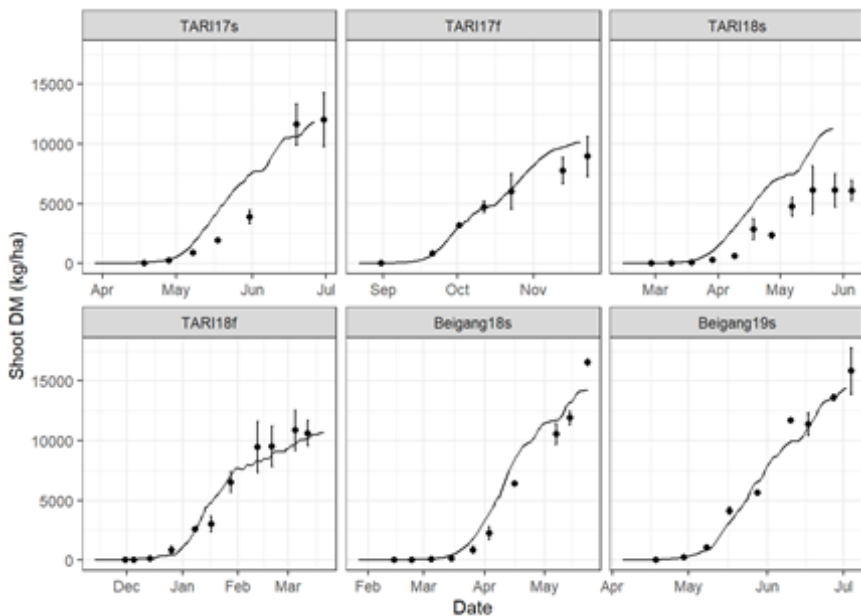 TARI17s TARI17f TARI18s
15000
10000
5000
0
Apr May Jun Jul Sep Oct Nov Mar Apr May Jun
Shoot DM (kg/ha)
TARI18f Beigang18s Beigang19s
15000
10000
5000
0
Dec Jan Feb Mar Feb Mar Apr May Apr May Jun Jul
Date